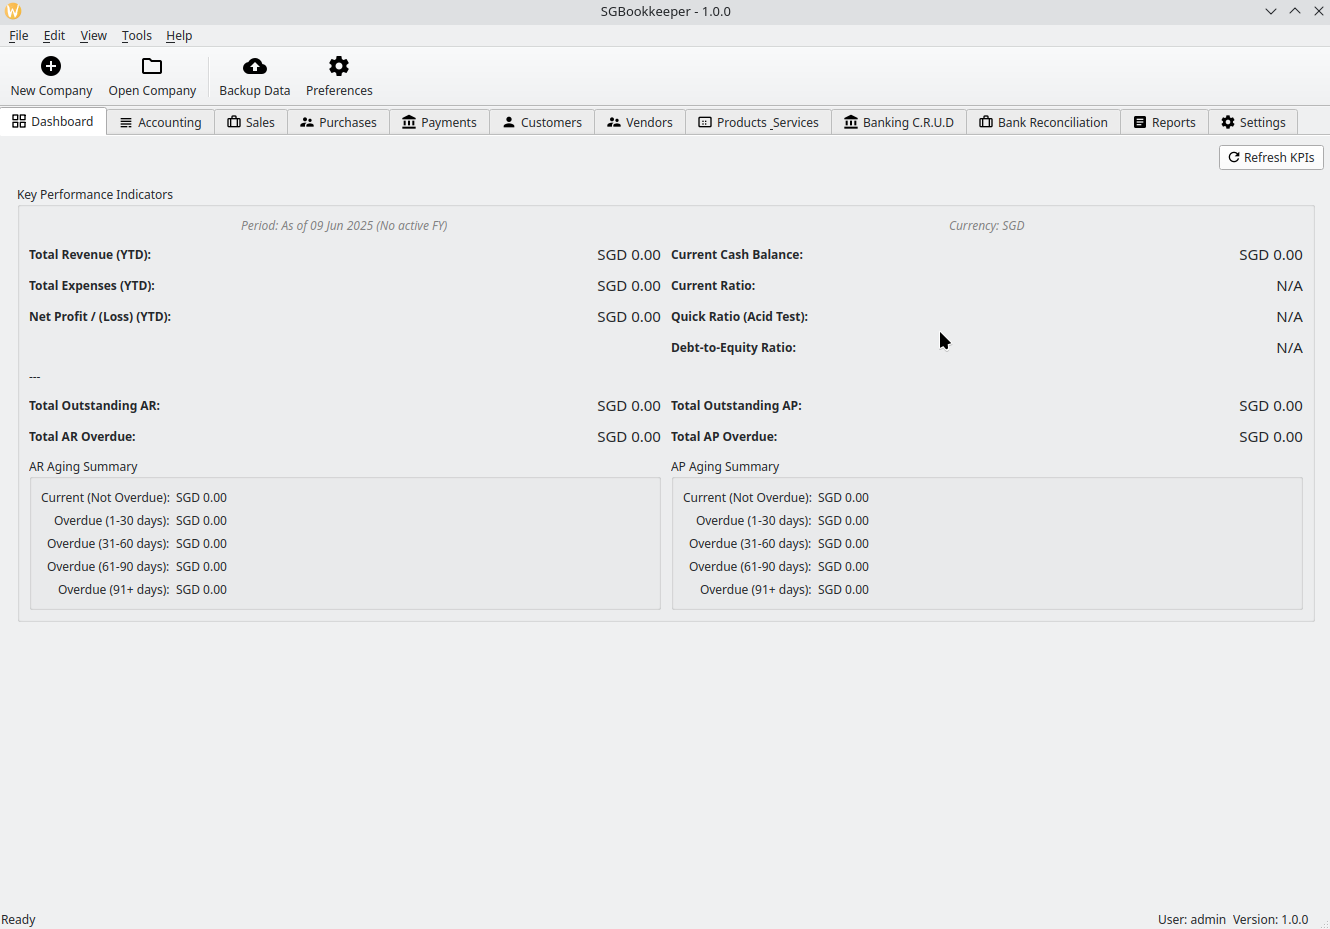 W
SGBookkeeper - 1.0.0
File Edit View Tools Help
New Company Open Company Backup Data Preferences
Dashboard Accounting Sales Purchases Payments Customers Vendors Products _Services Banking C.R.U.D Bank Reconciliation Reports Settings
Refresh KPIs
Key Performance Indicators
Period: As of 09 Jun 2025 (No active FY) Currency: SGD
Total Revenue (YTD): SGD 0.00 Current Cash Balance: SGD 0.00
Total Expenses (YTD): SGD 0.00 Current Ratio: N/A
Net Profit / (Loss) (YTD): SGD 0.00 Quick Ratio (Acid Test): N/A
Debt-to-Equity Ratio: N/A
---
Total Outstanding AR: SGD 0.00 Total Outstanding AP: SGD 0.00
Total AR Overdue: SGD 0.00 Total AP Overdue: SGD 0.00
AR Aging Summary AP Aging Summary
Current (Not Overdue): SGD 0.00 Current (Not Overdue): SGD 0.00
Overdue (1-30 days): SGD 0.00 Overdue (1-30 days): SGD 0.00
Overdue (31-60 days): SGD 0.00 Overdue (31-60 days): SGD 0.00
Overdue (61-90 days): SGD 0.00 Overdue (61-90 days): SGD 0.00
Overdue (91+ days): SGD 0.00 Overdue (91+ days): SGD 0.00
Ready User: admin Version: 1.0.0